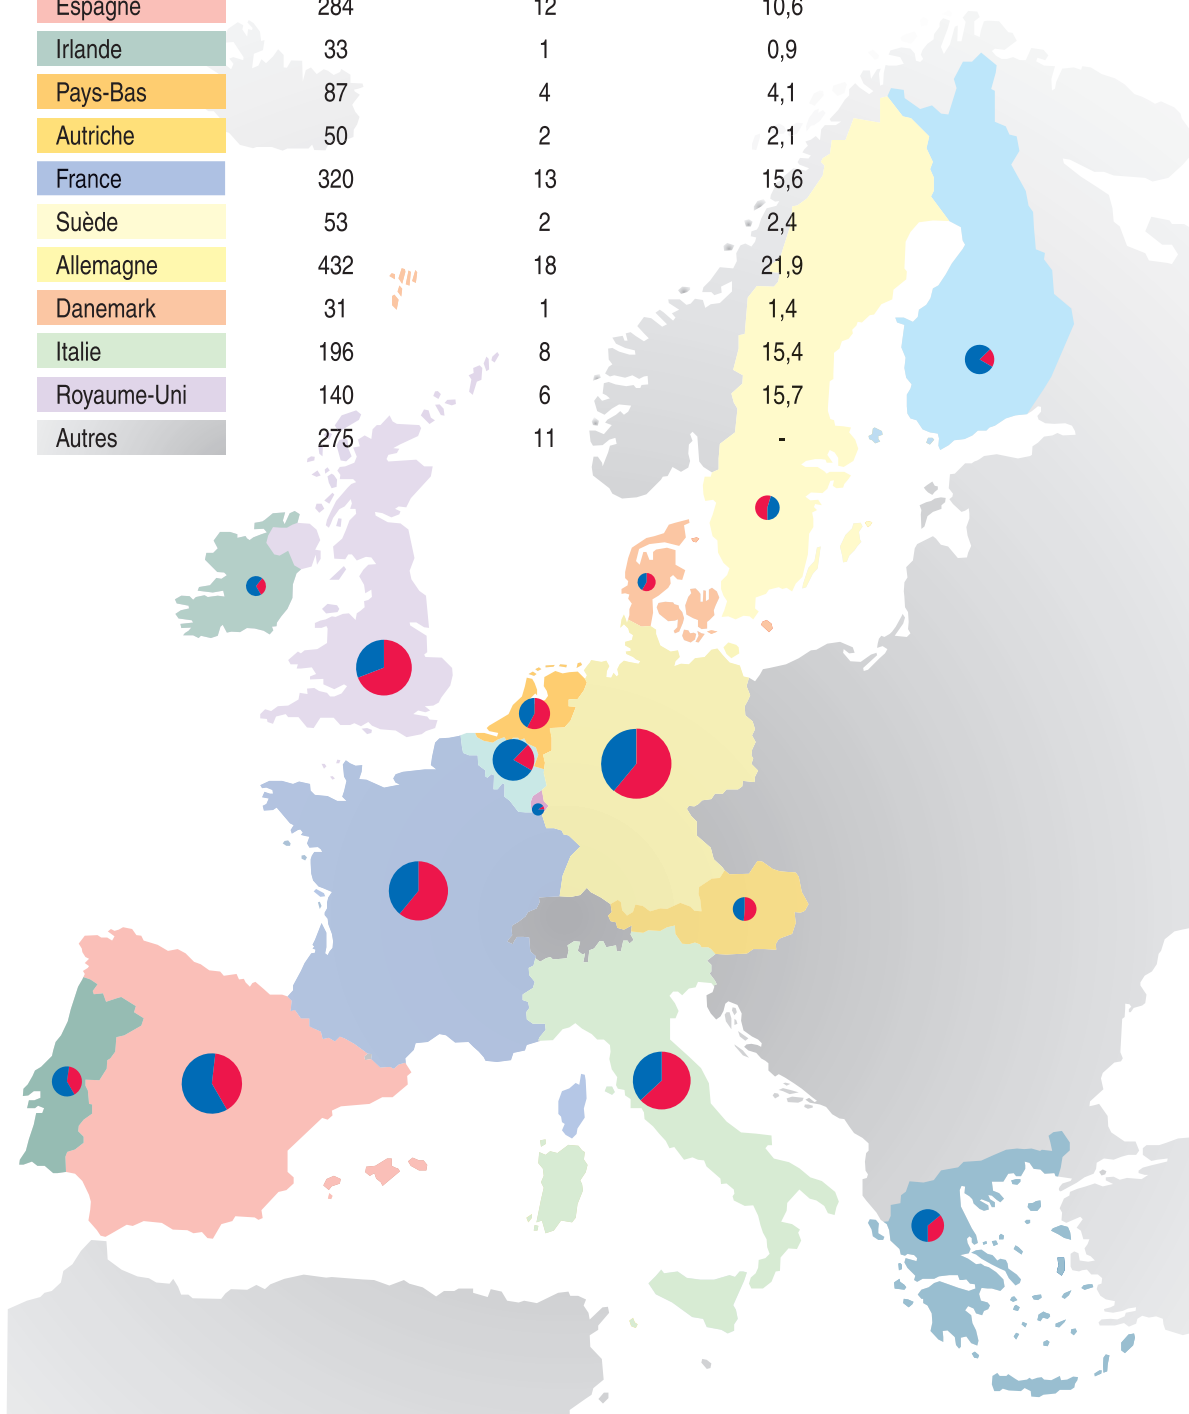 Espagne 284 12 10,6
Irlande 33 1 0,9
Pays-Bas 87 4 4,1
Autriche 50 2 2,1
France 320 13 15,6
Suède 53 2 2,4
Allemagne 432 18 21,9
Danemark 31 1 1,4
Italie 196 8 15,4
Royaume-Uni 140 6 15,7
Autres 275 11 -